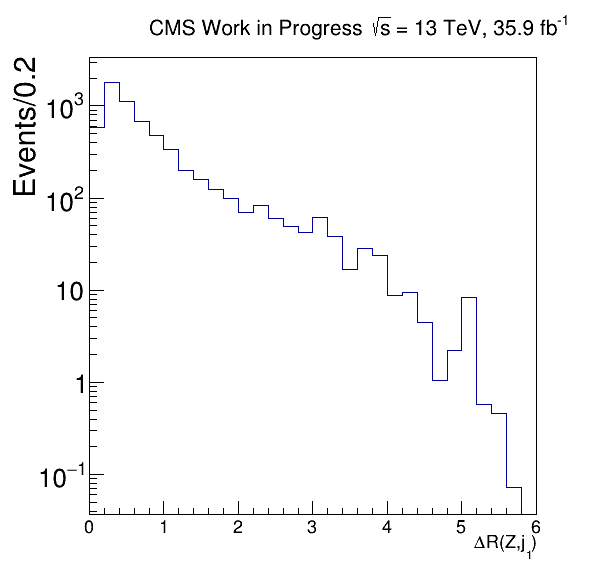 CMS Work in Progress √s = 13 TeV, 35.9 fb⁻¹
Events/0.2
10³
10²
10
1
10⁻¹
0 1 2 3 4 5 6
ΔR(Z,j₁)